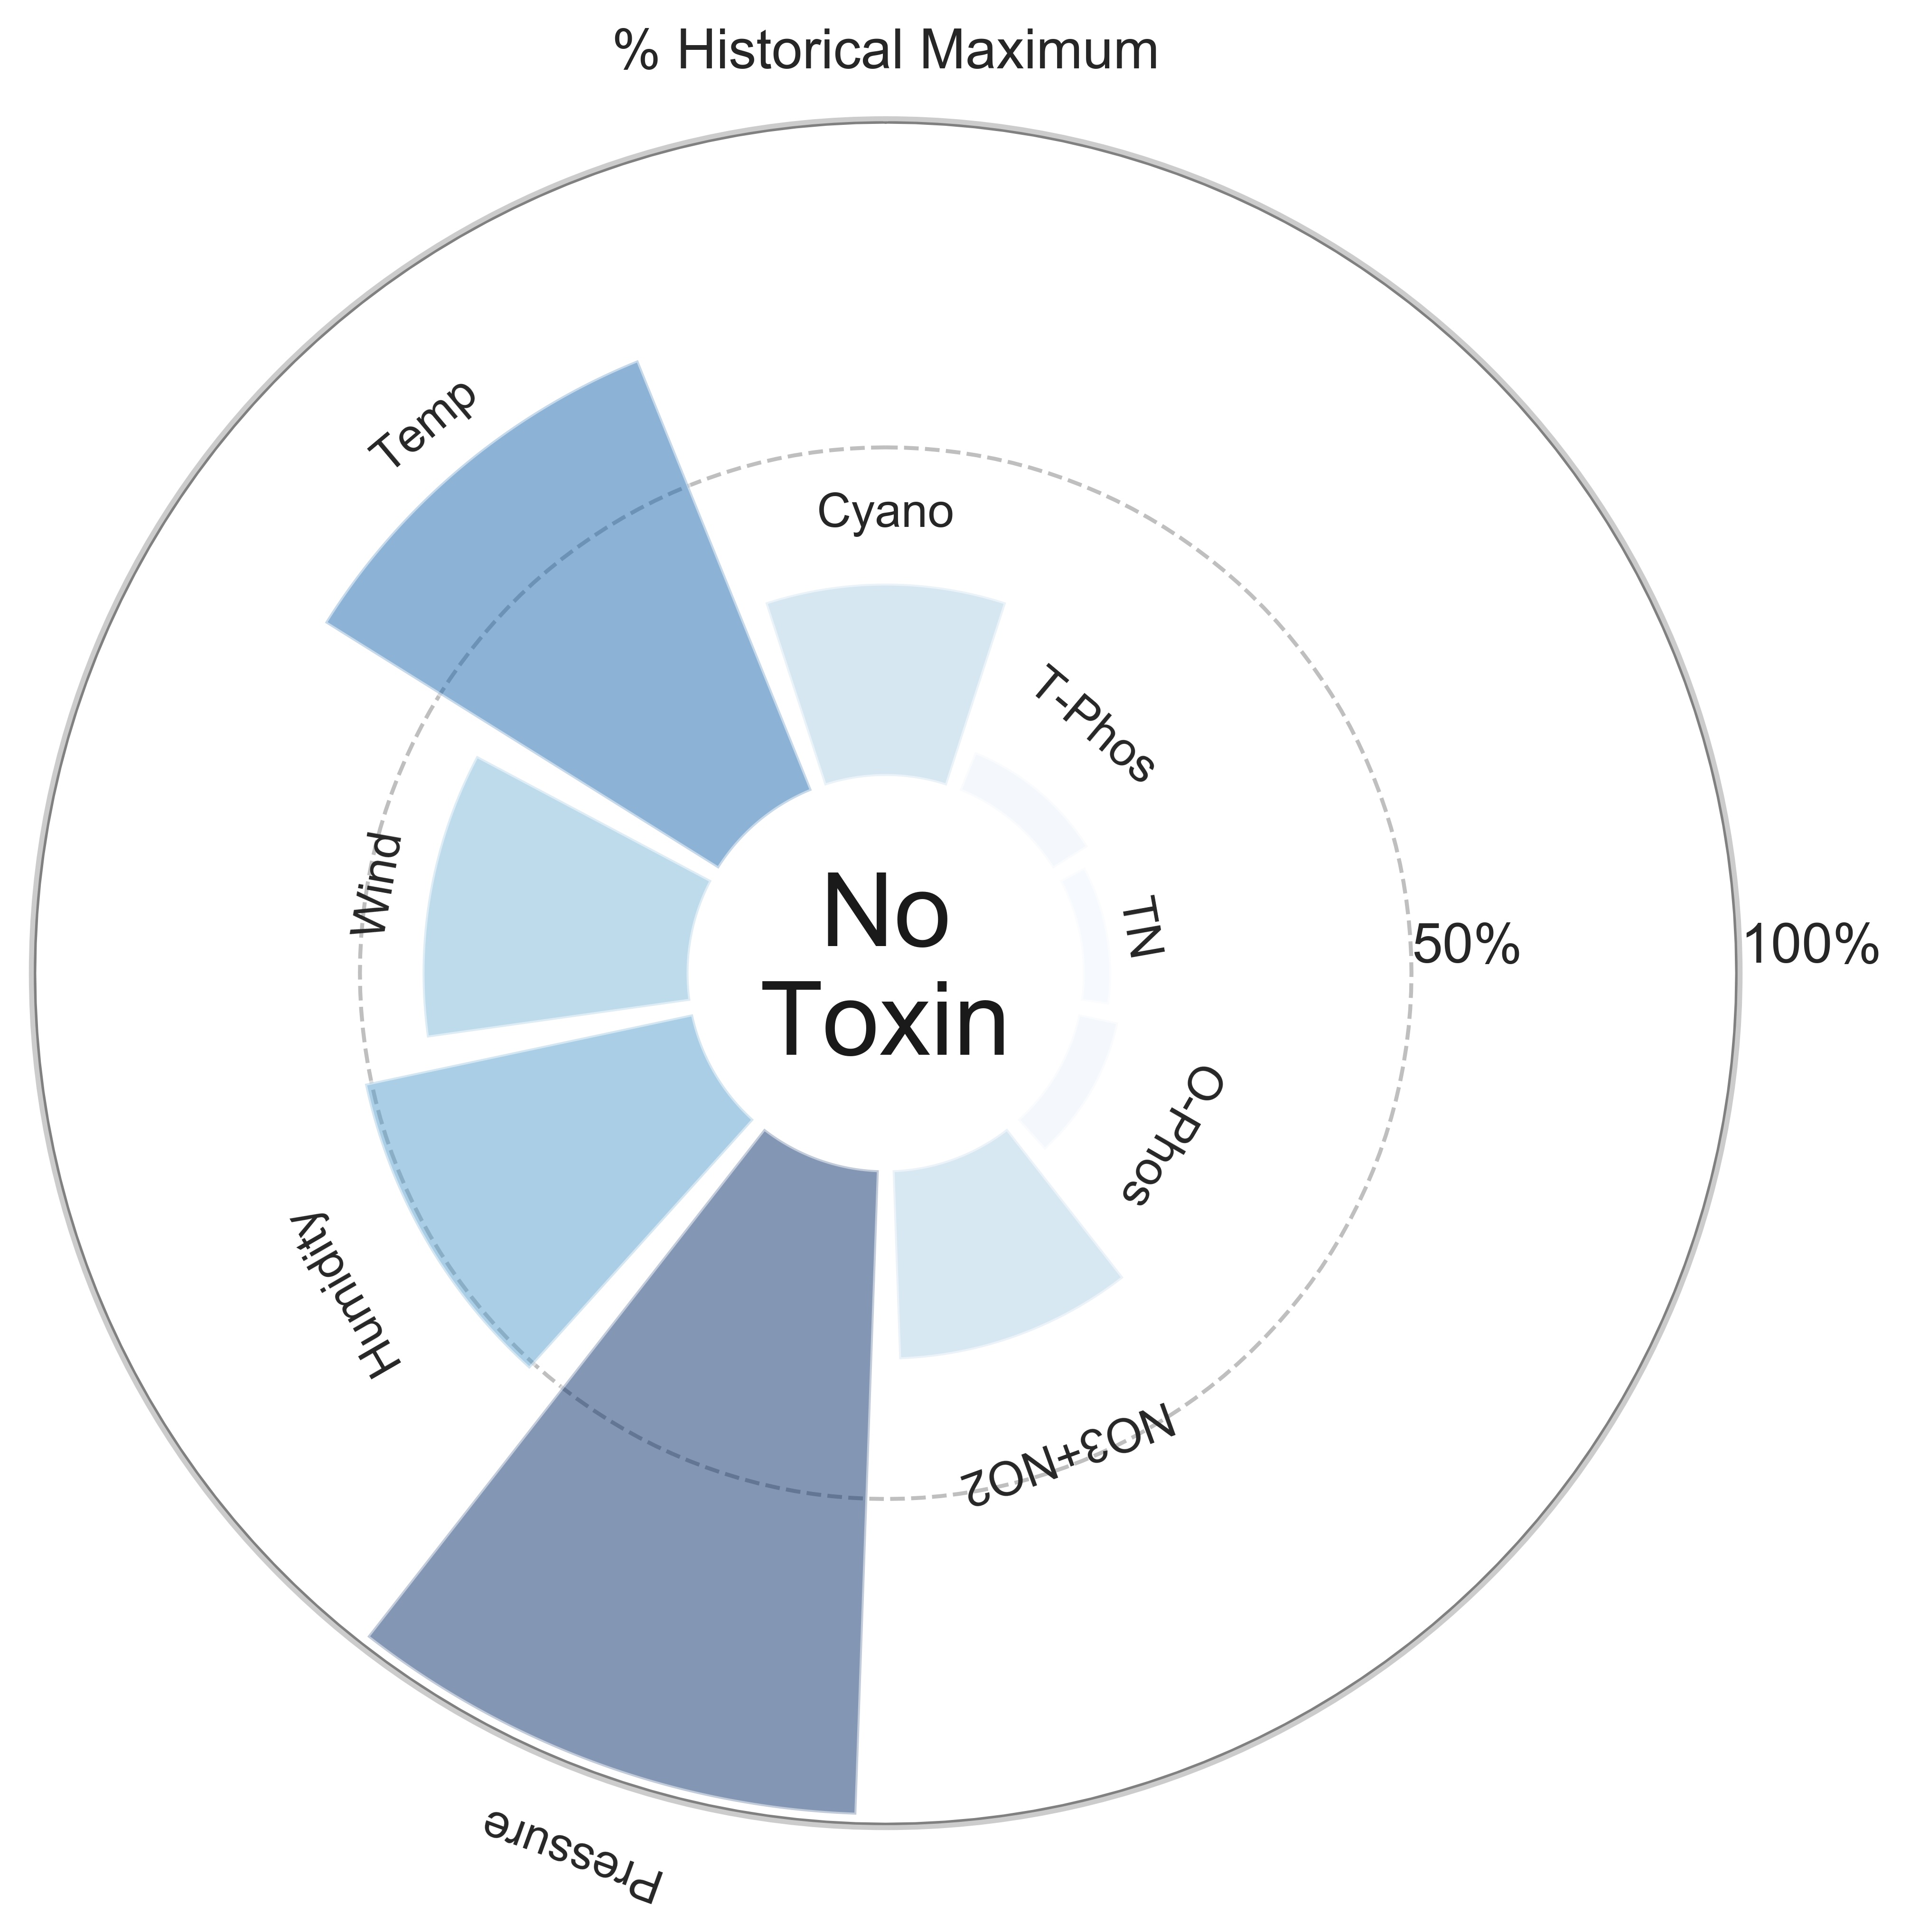 % Historical Maximum
Temp
Cyano
T-Phos
Wind
No
Toxin
TN
50%
100%
O-Phos
Humidity
NO3+NO2
Pressure